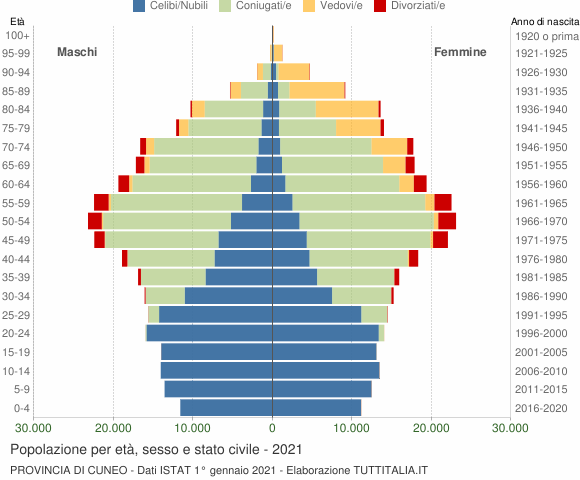 Celibi/Nubili Coniugati/e Vedovi/e Divorziati/e
Età Anno di nascita
Maschi Femmine
100+ 1920 o prima
95-99 1921-1925
90-94 1926-1930
85-89 1931-1935
80-84 1936-1940
75-79 1941-1945
70-74 1946-1950
65-69 1951-1955
60-64 1956-1960
55-59 1961-1965
50-54 1966-1970
45-49 1971-1975
40-44 1976-1980
35-39 1981-1985
30-34 1986-1990
25-29 1991-1995
20-24 1996-2000
15-19 2001-2005
10-14 2006-2010
5-9 2011-2015
0-4 2016-2020
30.000 20.000 10.000 0 10.000 20.000 30.000
Popolazione per età, sesso e stato civile - 2021
PROVINCIA DI CUNEO - Dati ISTAT 1° gennaio 2021 - Elaborazione TUTTITALIA.IT